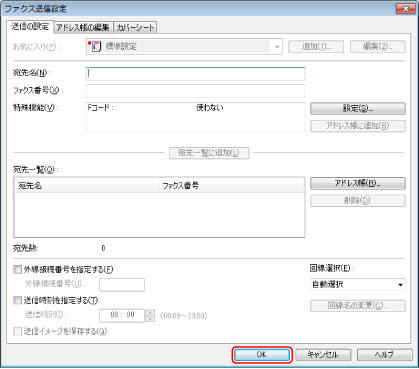 ファクス送信設定
送信の設定 アドレス帳の編集 カバーシート
お気に入り(P): 標準設定 追加(1)... 編集(2)...
宛先名(N):
ファクス番号(X):
特殊機能(V): Fコード: 使わない 設定(S)...
アドレス帳に追加(B)
宛先一覧に追加(L)
宛先一覧(O):
宛先名 ファクス番号 アドレス帳(R)...
削除(D)
宛先数: 0
外線接続番号を指定する(F) 回線選択(E):
外線接続番号(U): 自動選択
送信時刻を指定する(T) 回線名の変更(C)...
送信時刻(K): 00 : 00 (00:00~23:59)
送信イメージを保存する(G)
OK キャンセル ヘルプ